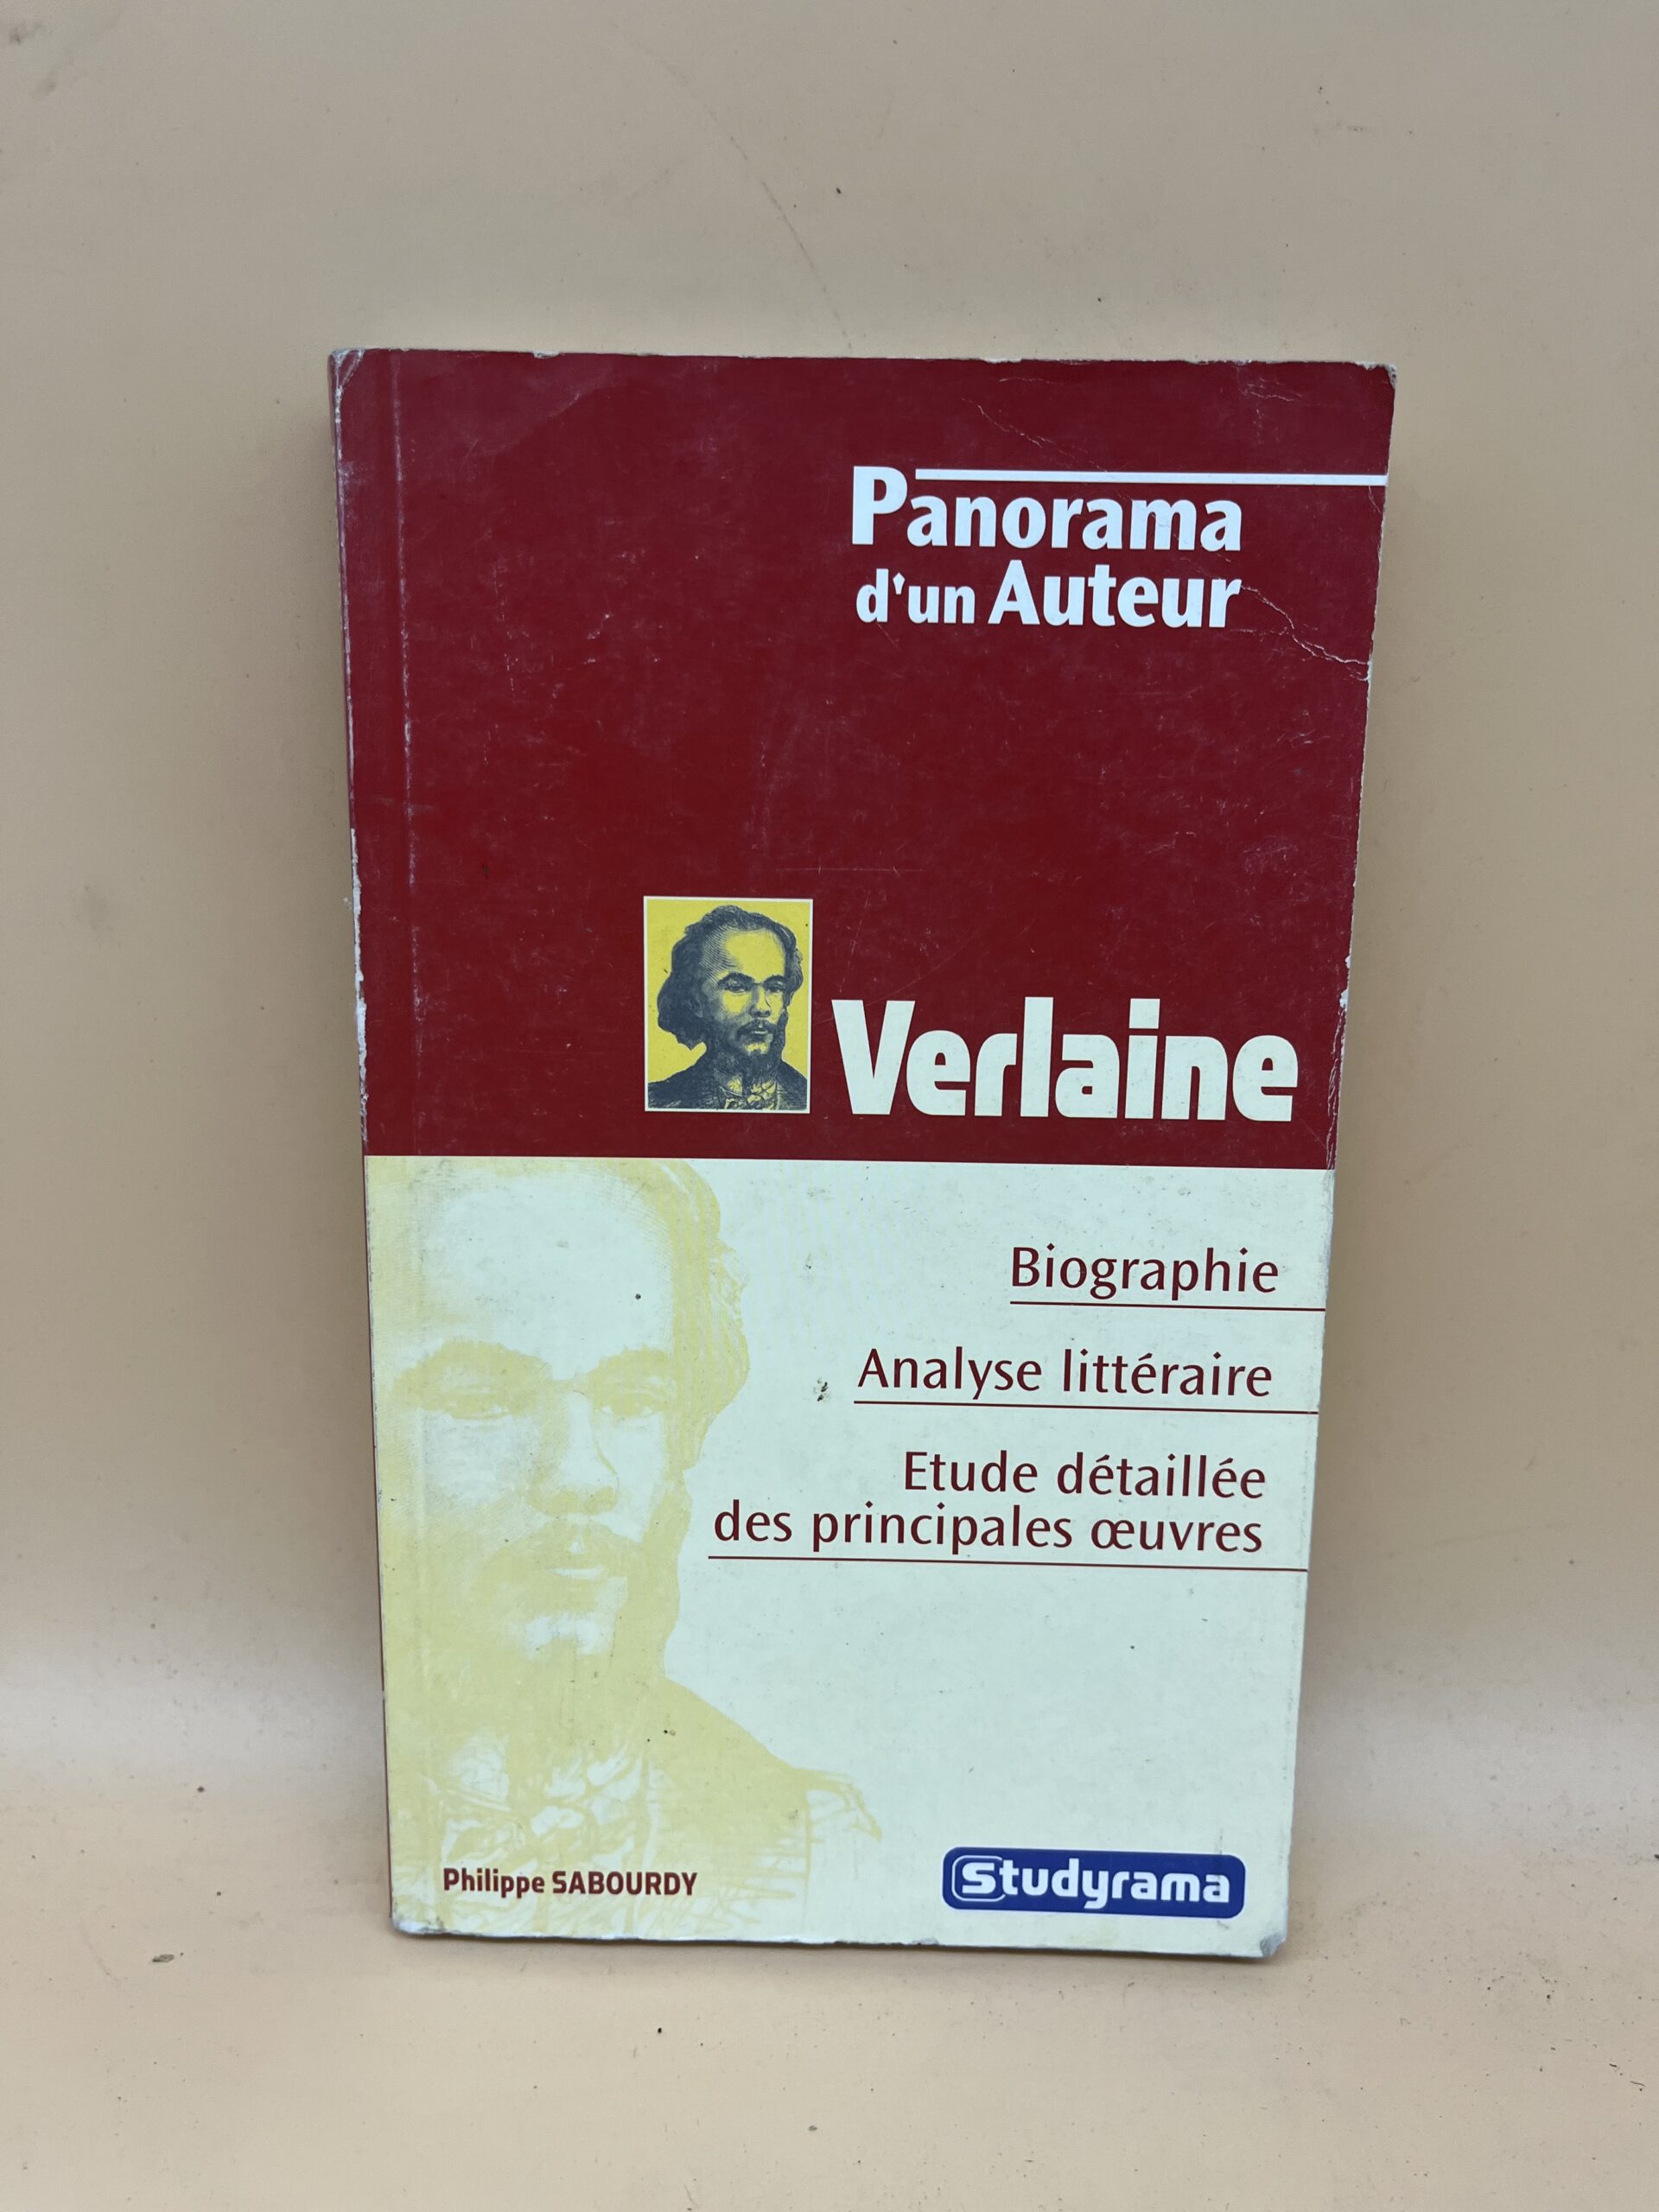 Panorama
d'un Auteur
Verlaine
Biographie
Analyse littéraire
Etude détaillée
des principales œuvres
Philippe SABOURDY
Studyrama